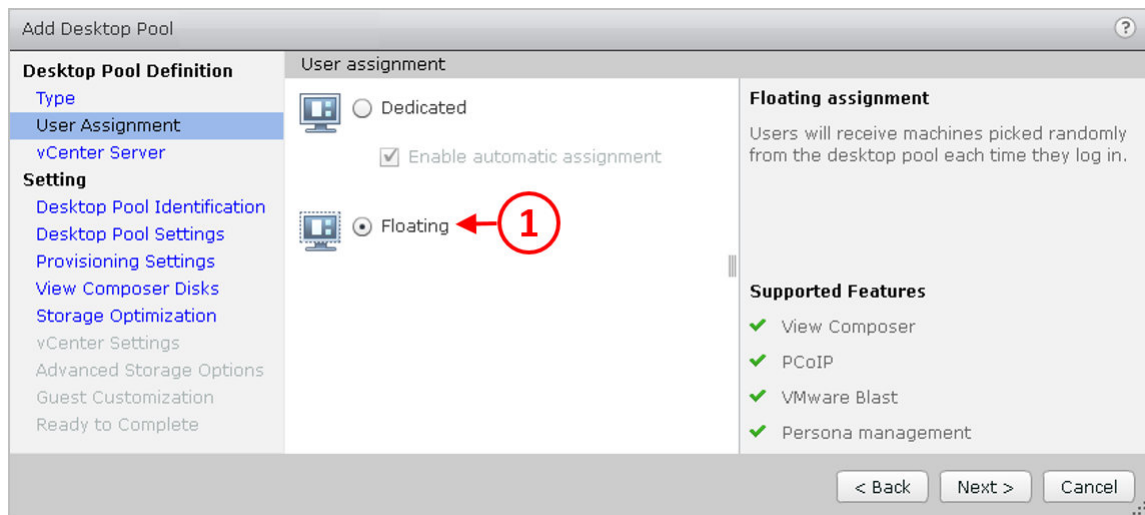 Add Desktop Pool
?
Desktop Pool Definition
Type
User Assignment
vCenter Server
Setting
Desktop Pool Identification
Desktop Pool Settings
Provisioning Settings
View Composer Disks
Storage Optimization
vCenter Settings
Advanced Storage Options
Guest Customization
Ready to Complete
User assignment
Dedicated
Enable automatic assignment
Floating
1
Floating assignment
Users will receive machines picked randomly
from the desktop pool each time they log in.
Supported Features
View Composer
PCoIP
VMware Blast
Persona management
< Back
Next >
Cancel